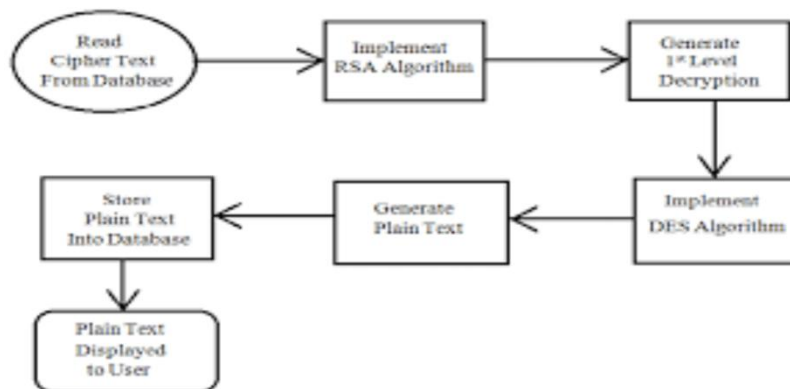 Read
Cipher Text
From Database
Implement
RSA Algorithm
Generate
1st Level
Decryption
Implement
DES Algorithm
Generate
Plain Text
Store
Plain Text
Into Database
Plain Text
Displayed
to User